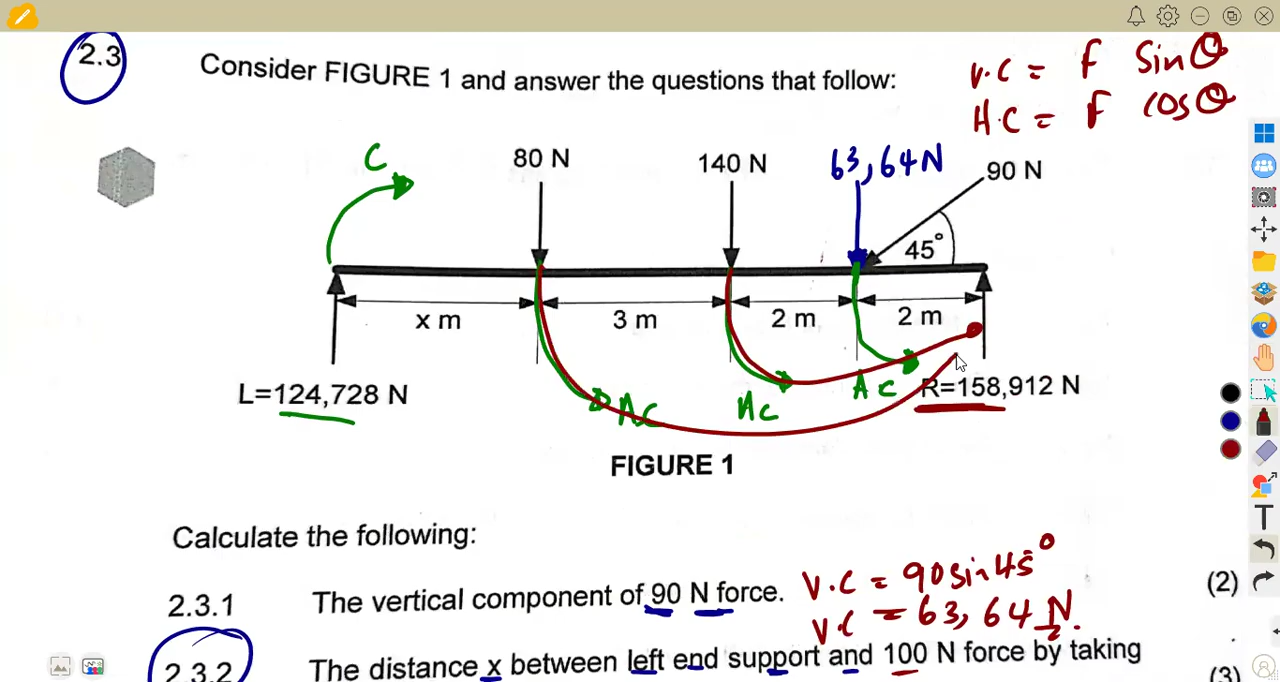 2.3
Consider FIGURE 1 and answer the questions that follow:
V.C = F Sinθ
H.C = F cosθ
C
80 N
140 N
63,64 N
90 N
45°
x m
3 m
2 m
2 m
L=124,728 N
AC
AC
AC
R=158,912 N
FIGURE 1
Calculate the following:
2.3.1 The vertical component of 90 N force. (2)
V.C = 90sin45°
V.C = 63,64 N
2.3.2 The distance x between left end support and 100 N force by taking (3)
T